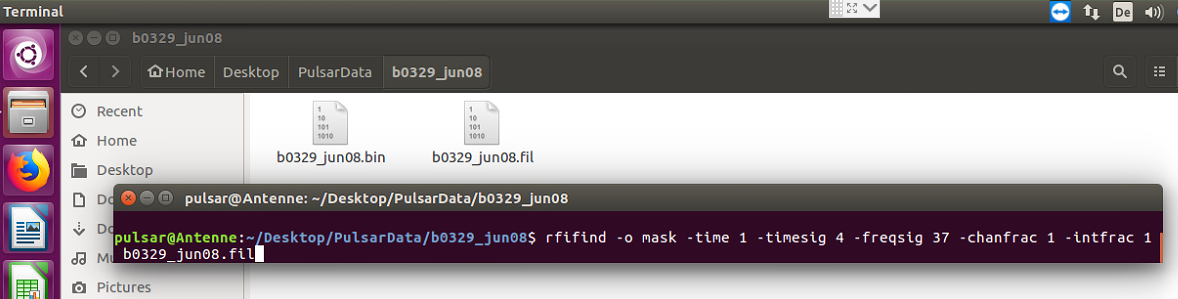 Terminal
De
b0329_jun08
Home Desktop PulsarData b0329_jun08
Recent
Home
Desktop
Do
Do
Mu
Pictures
1
10
101
1010
b0329_jun08.bin
1
10
101
1010
b0329_jun08.fil
pulsar@Antenne: ~/Desktop/PulsarData/b0329_jun08
pulsar@Antenne:~/Desktop/PulsarData/b0329_jun08$ rfifind -o mask -time 1 -timesig 4 -freqsig 37 -chanfrac 1 -intfrac 1
b0329_jun08.fil